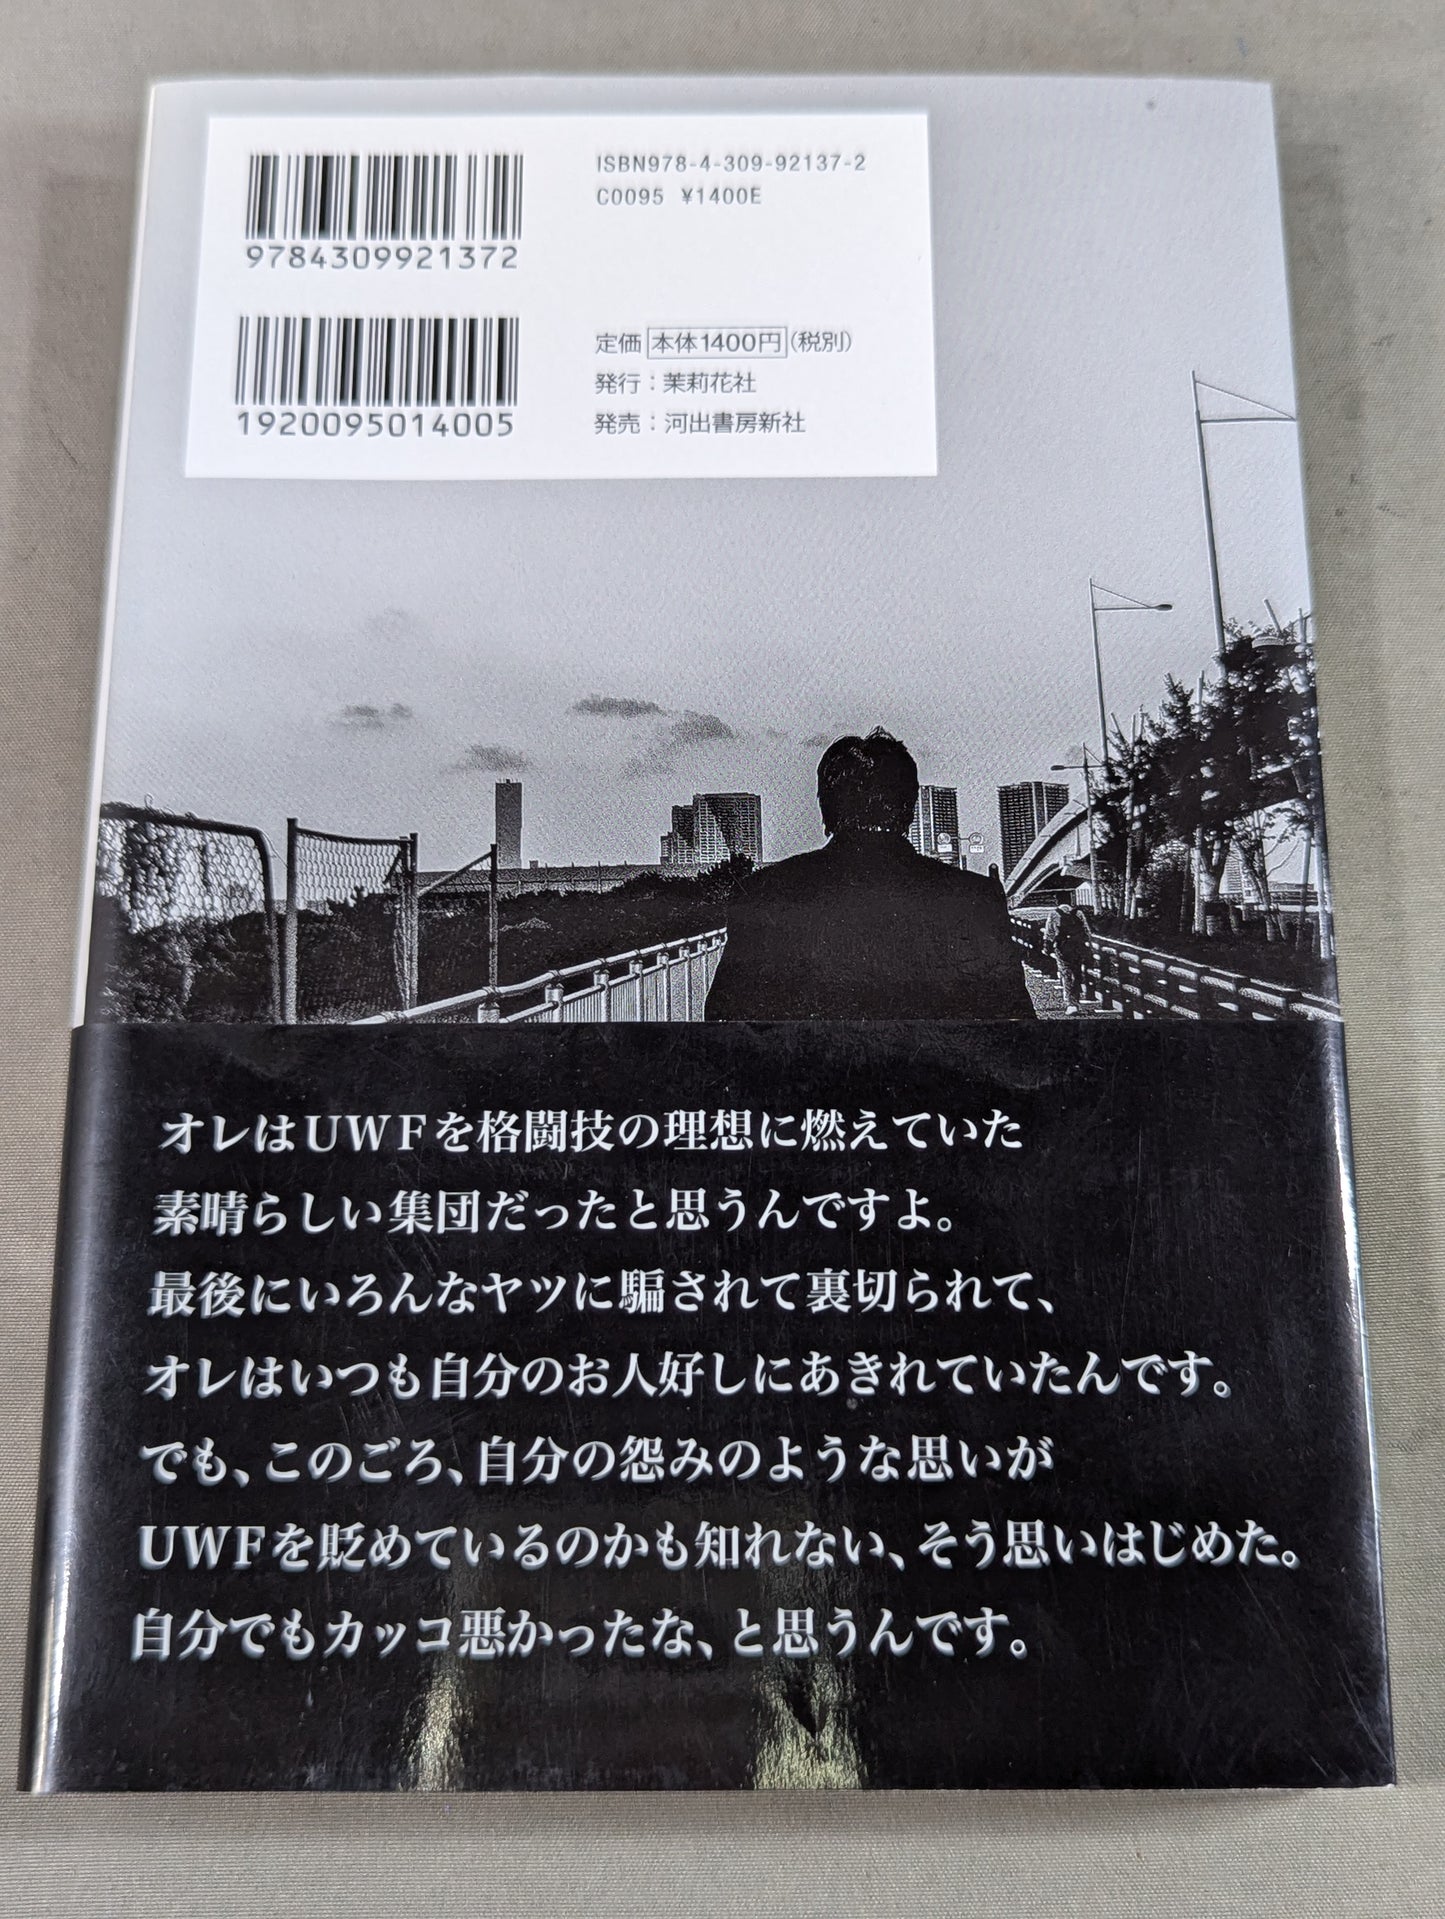 ISBN978-4-309-92137-2
C0095 ¥1400E
9784309921372
1920095014005
定価 本体1400円(税別)
発行：茉莉花社
発売：河出書房新社
オレはUWFを格闘技の理想に燃えていた
素晴らしい集団だったと思うんですよ。
最後にいろんなヤツに騙されて裏切られて、
オレはいつも自分のお人好しにあきれていたんです。
でも、このごろ、自分の怨みのような思いが
UWFを貶めているのかも知れない、そう思いはじめた。
自分でもカッコ悪かったな、と思うんです。